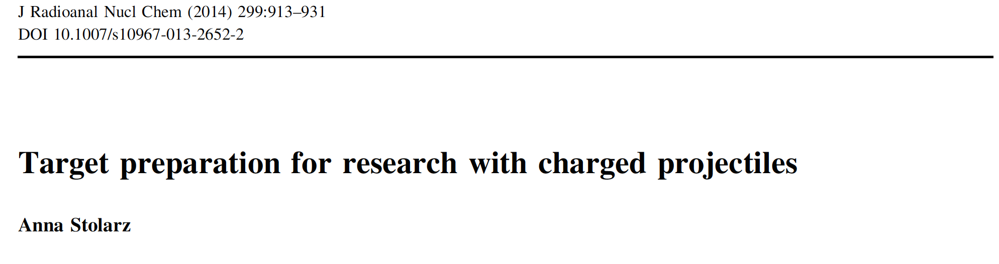 J Radioanal Nucl Chem (2014) 299:913–931
DOI 10.1007/s10967-013-2652-2
Target preparation for research with charged projectiles
Anna Stolarz